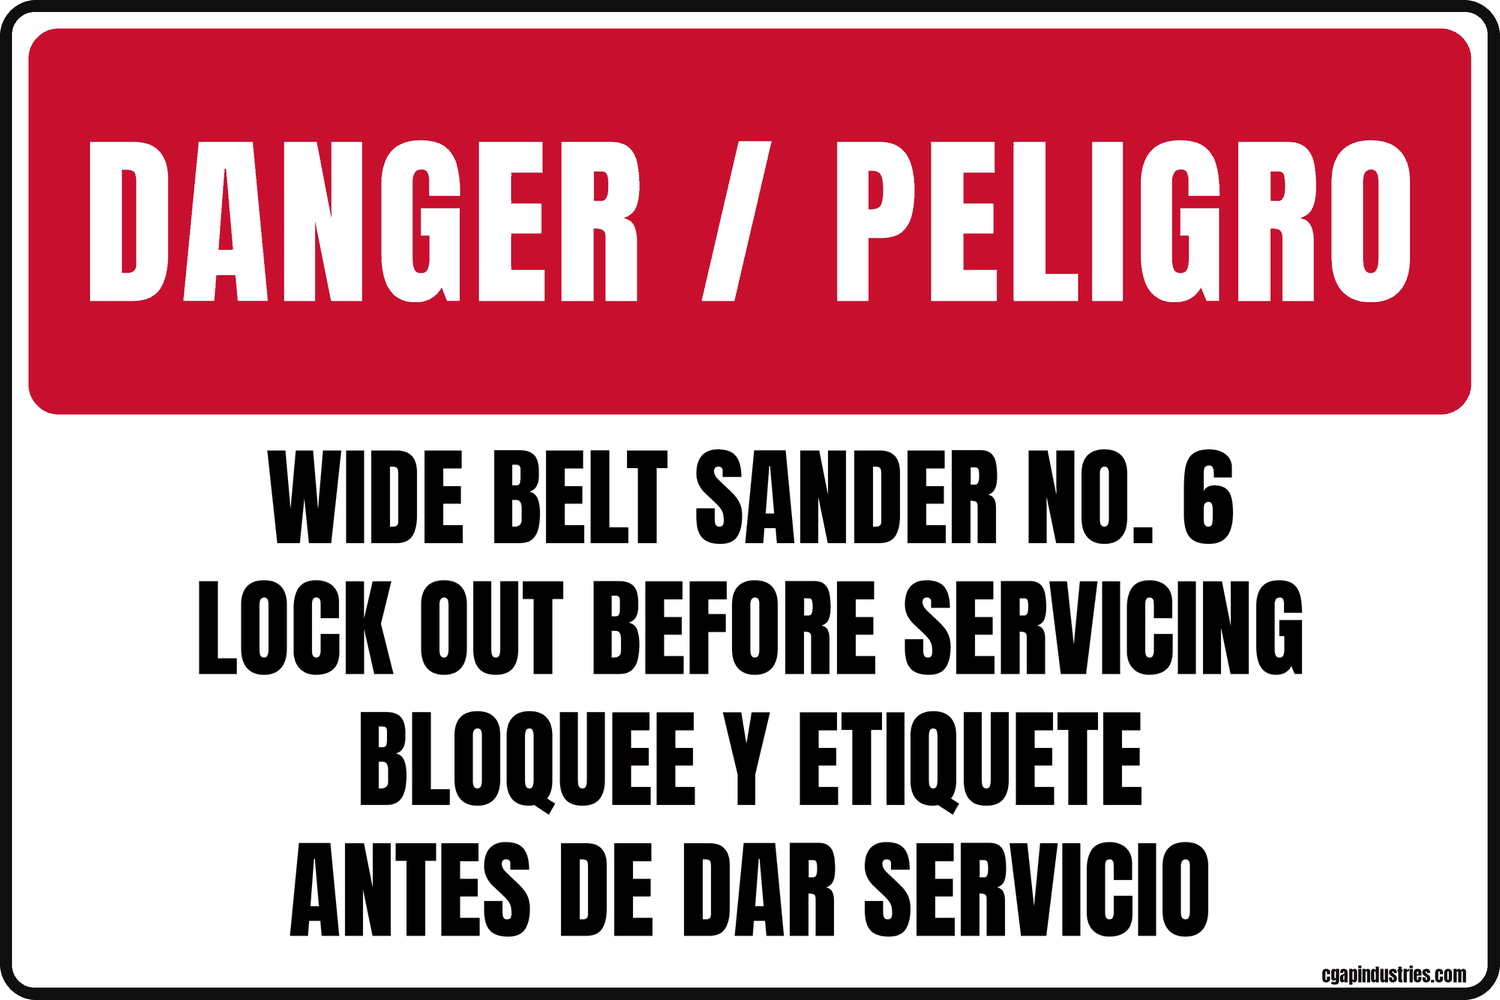 DANGER / PELIGRO
WIDE BELT SANDER NO. 6
LOCK OUT BEFORE SERVICING
BLOQUEE Y ETIQUETE
ANTES DE DAR SERVICIO
cgapindustries.com